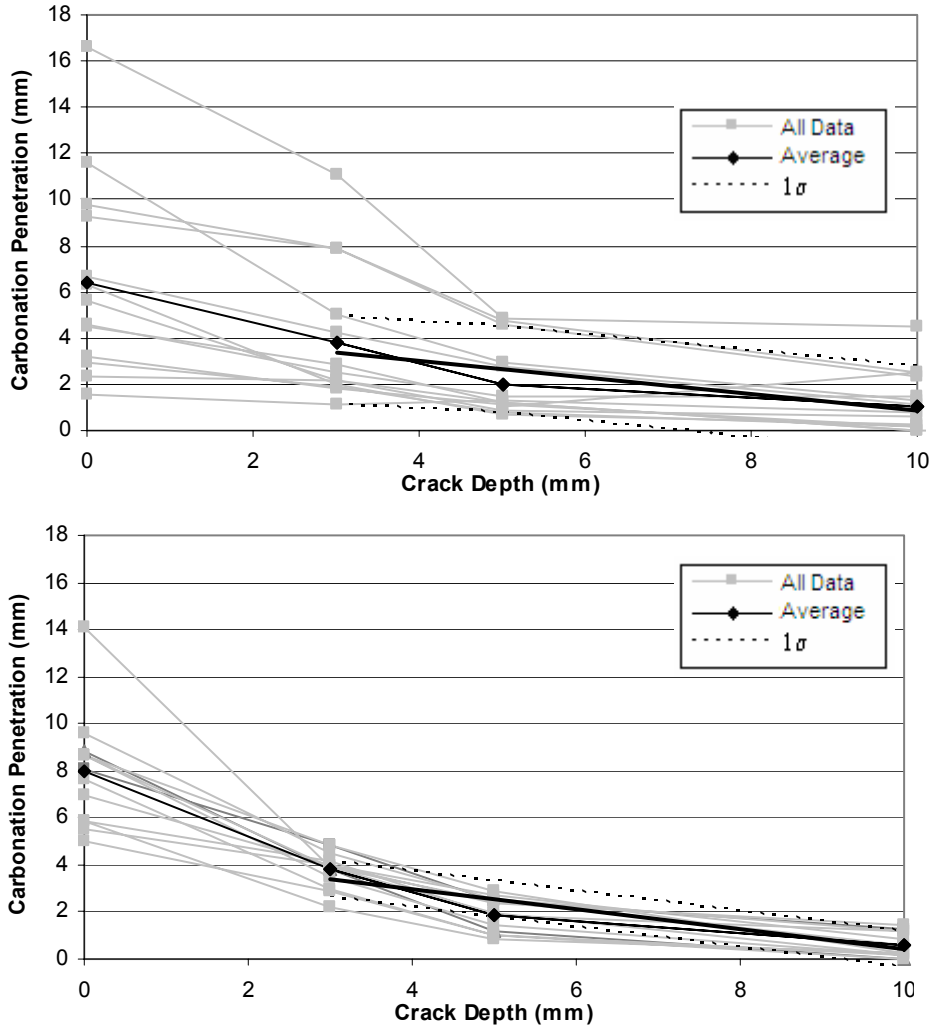 18
16
14
12
10
8
6
4
2
0
Carbonation Penetration (mm)
All Data
Average
1σ
0 2 4 6 8 10
Crack Depth (mm)
18
16
14
12
10
8
6
4
2
0
Carbonation Penetration (mm)
All Data
Average
1σ
0 2 4 6 8 10
Crack Depth (mm)